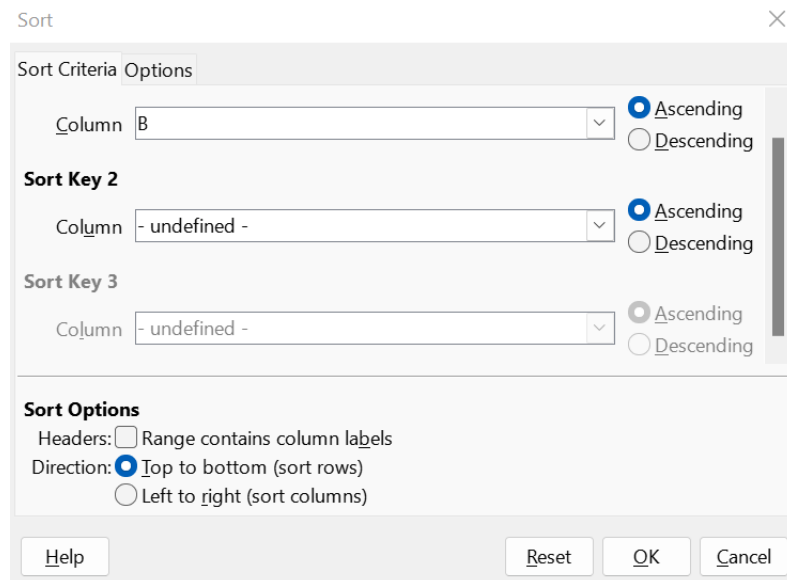 Sort
Sort Criteria Options
Column B
Ascending
Descending
Sort Key 2
Column - undefined -
Ascending
Descending
Sort Key 3
Column - undefined -
Ascending
Descending
Sort Options
Headers: Range contains column labels
Direction: Top to bottom (sort rows)
Left to right (sort columns)
Help Reset OK Cancel